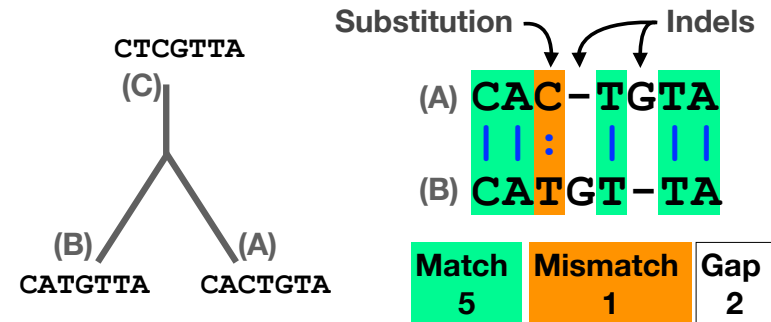 CTCGTTA
(C)
(B)
(A)
CATGTTA
CACTGTA
Substitution
Indels
(A) CAC-TGTA
| | : | | |
(B) CATGT-TA
Match
5
Mismatch
1
Gap
2